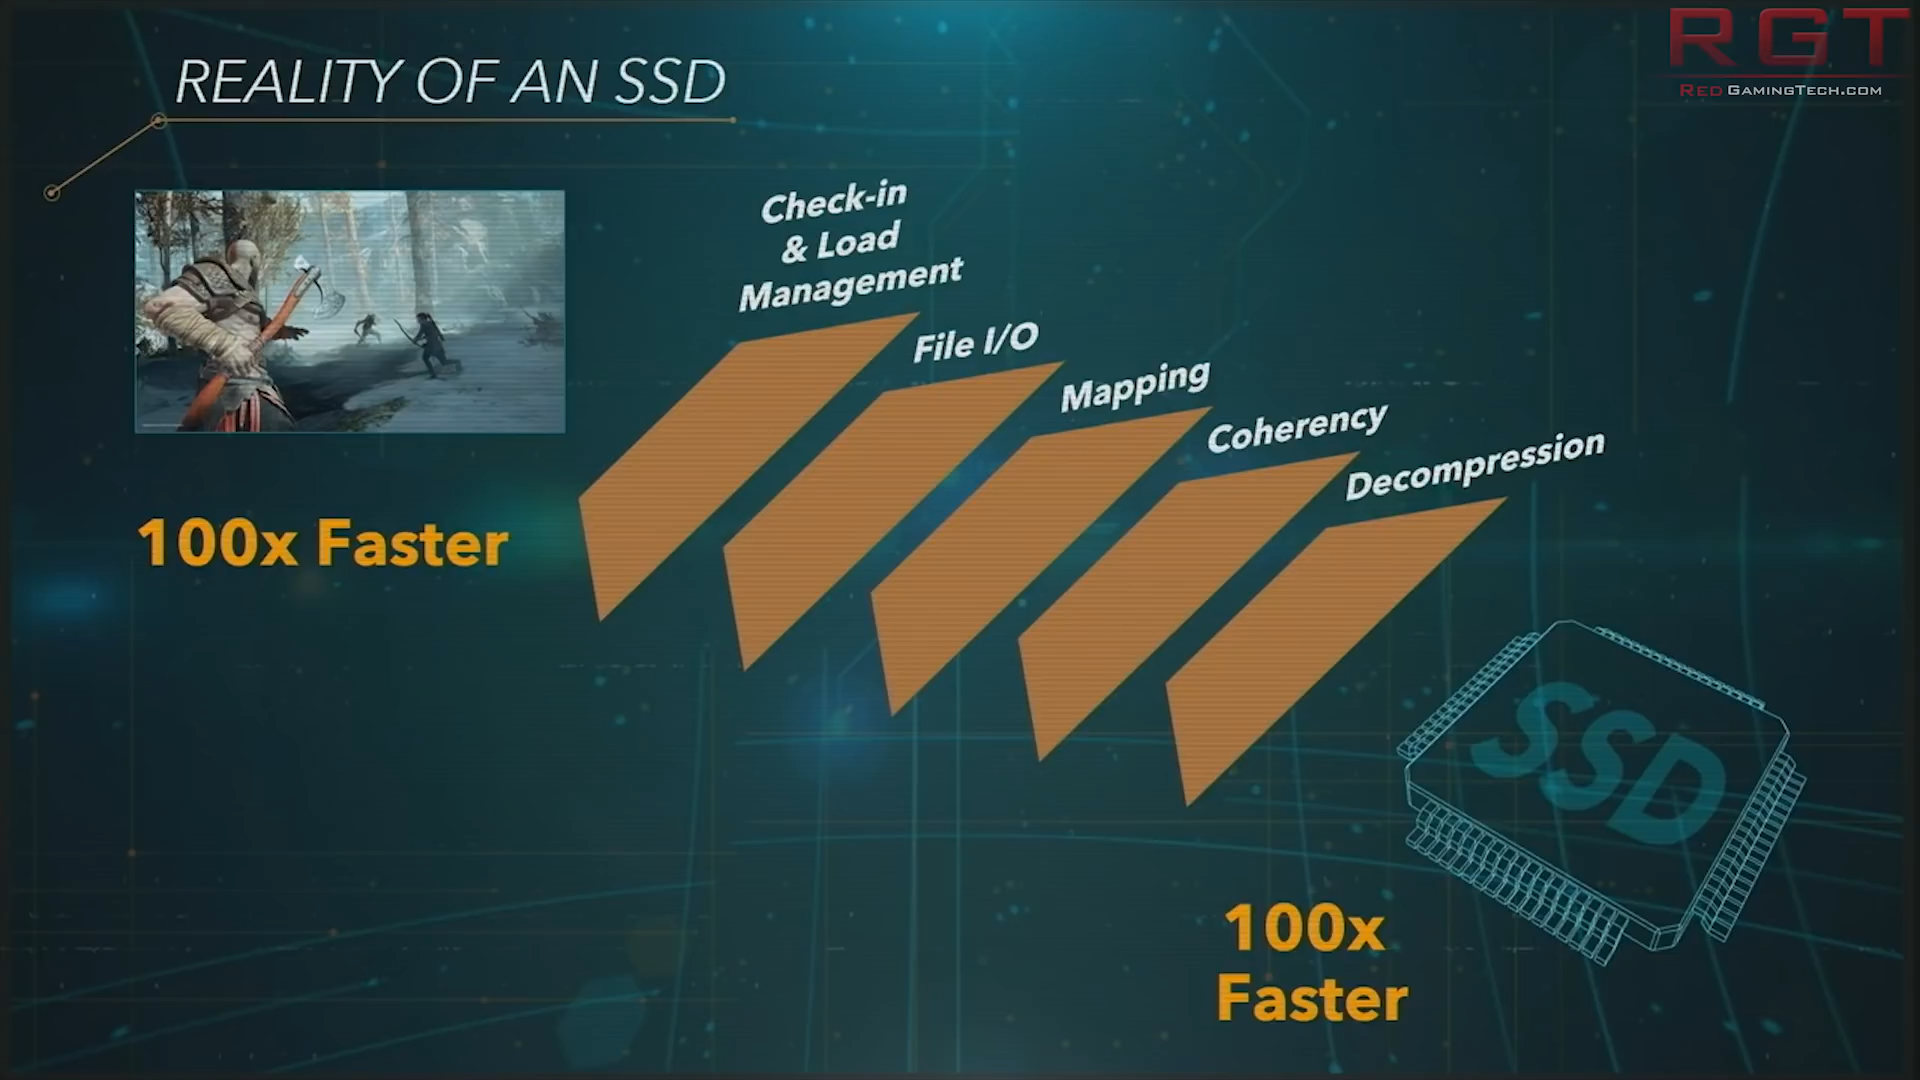 RGT
REDGAMINGTECH.COM
REALITY OF AN SSD
Check-in
& Load
Management
File I/O
Mapping
Coherency
Decompression
100x Faster
SSD
100x
Faster